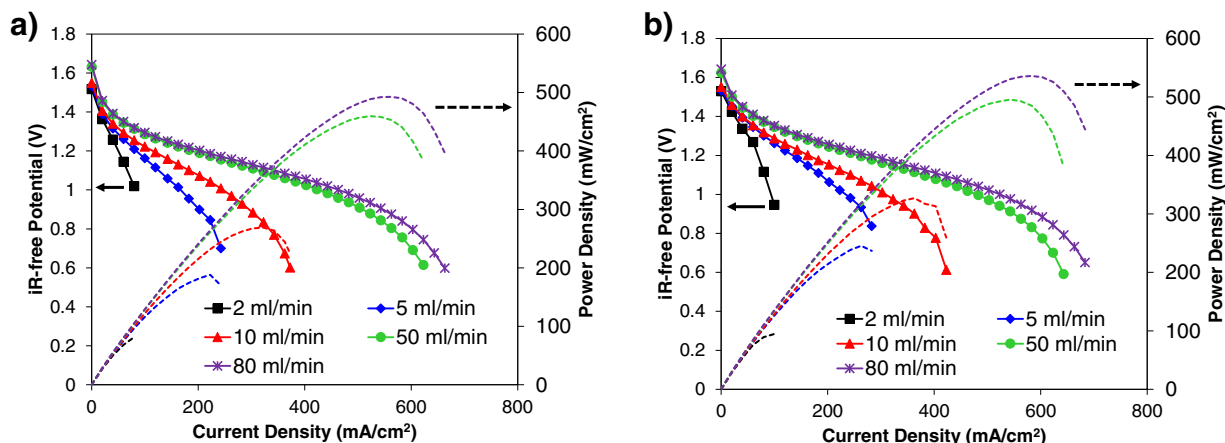 a)
iR-free Potential (V)
1.8
1.6
1.4
1.2
1
0.8
0.6
0.4
0.2
0
0
200
400
600
800
Current Density (mA/cm²)
600
500
400
300
200
100
0
Power Density (mW/cm²)
2 ml/min
5 ml/min
10 ml/min
50 ml/min
80 ml/min
b)
iR-free Potential (V)
1.8
1.6
1.4
1.2
1.0
0.8
0.6
0.4
0.2
0
0
200
400
600
800
Current Density (mA/cm²)
600
500
400
300
200
100
0
Power Density (mW/cm²)
2 ml/min
5 ml/min
10 ml/min
50 ml/min
80 ml/min